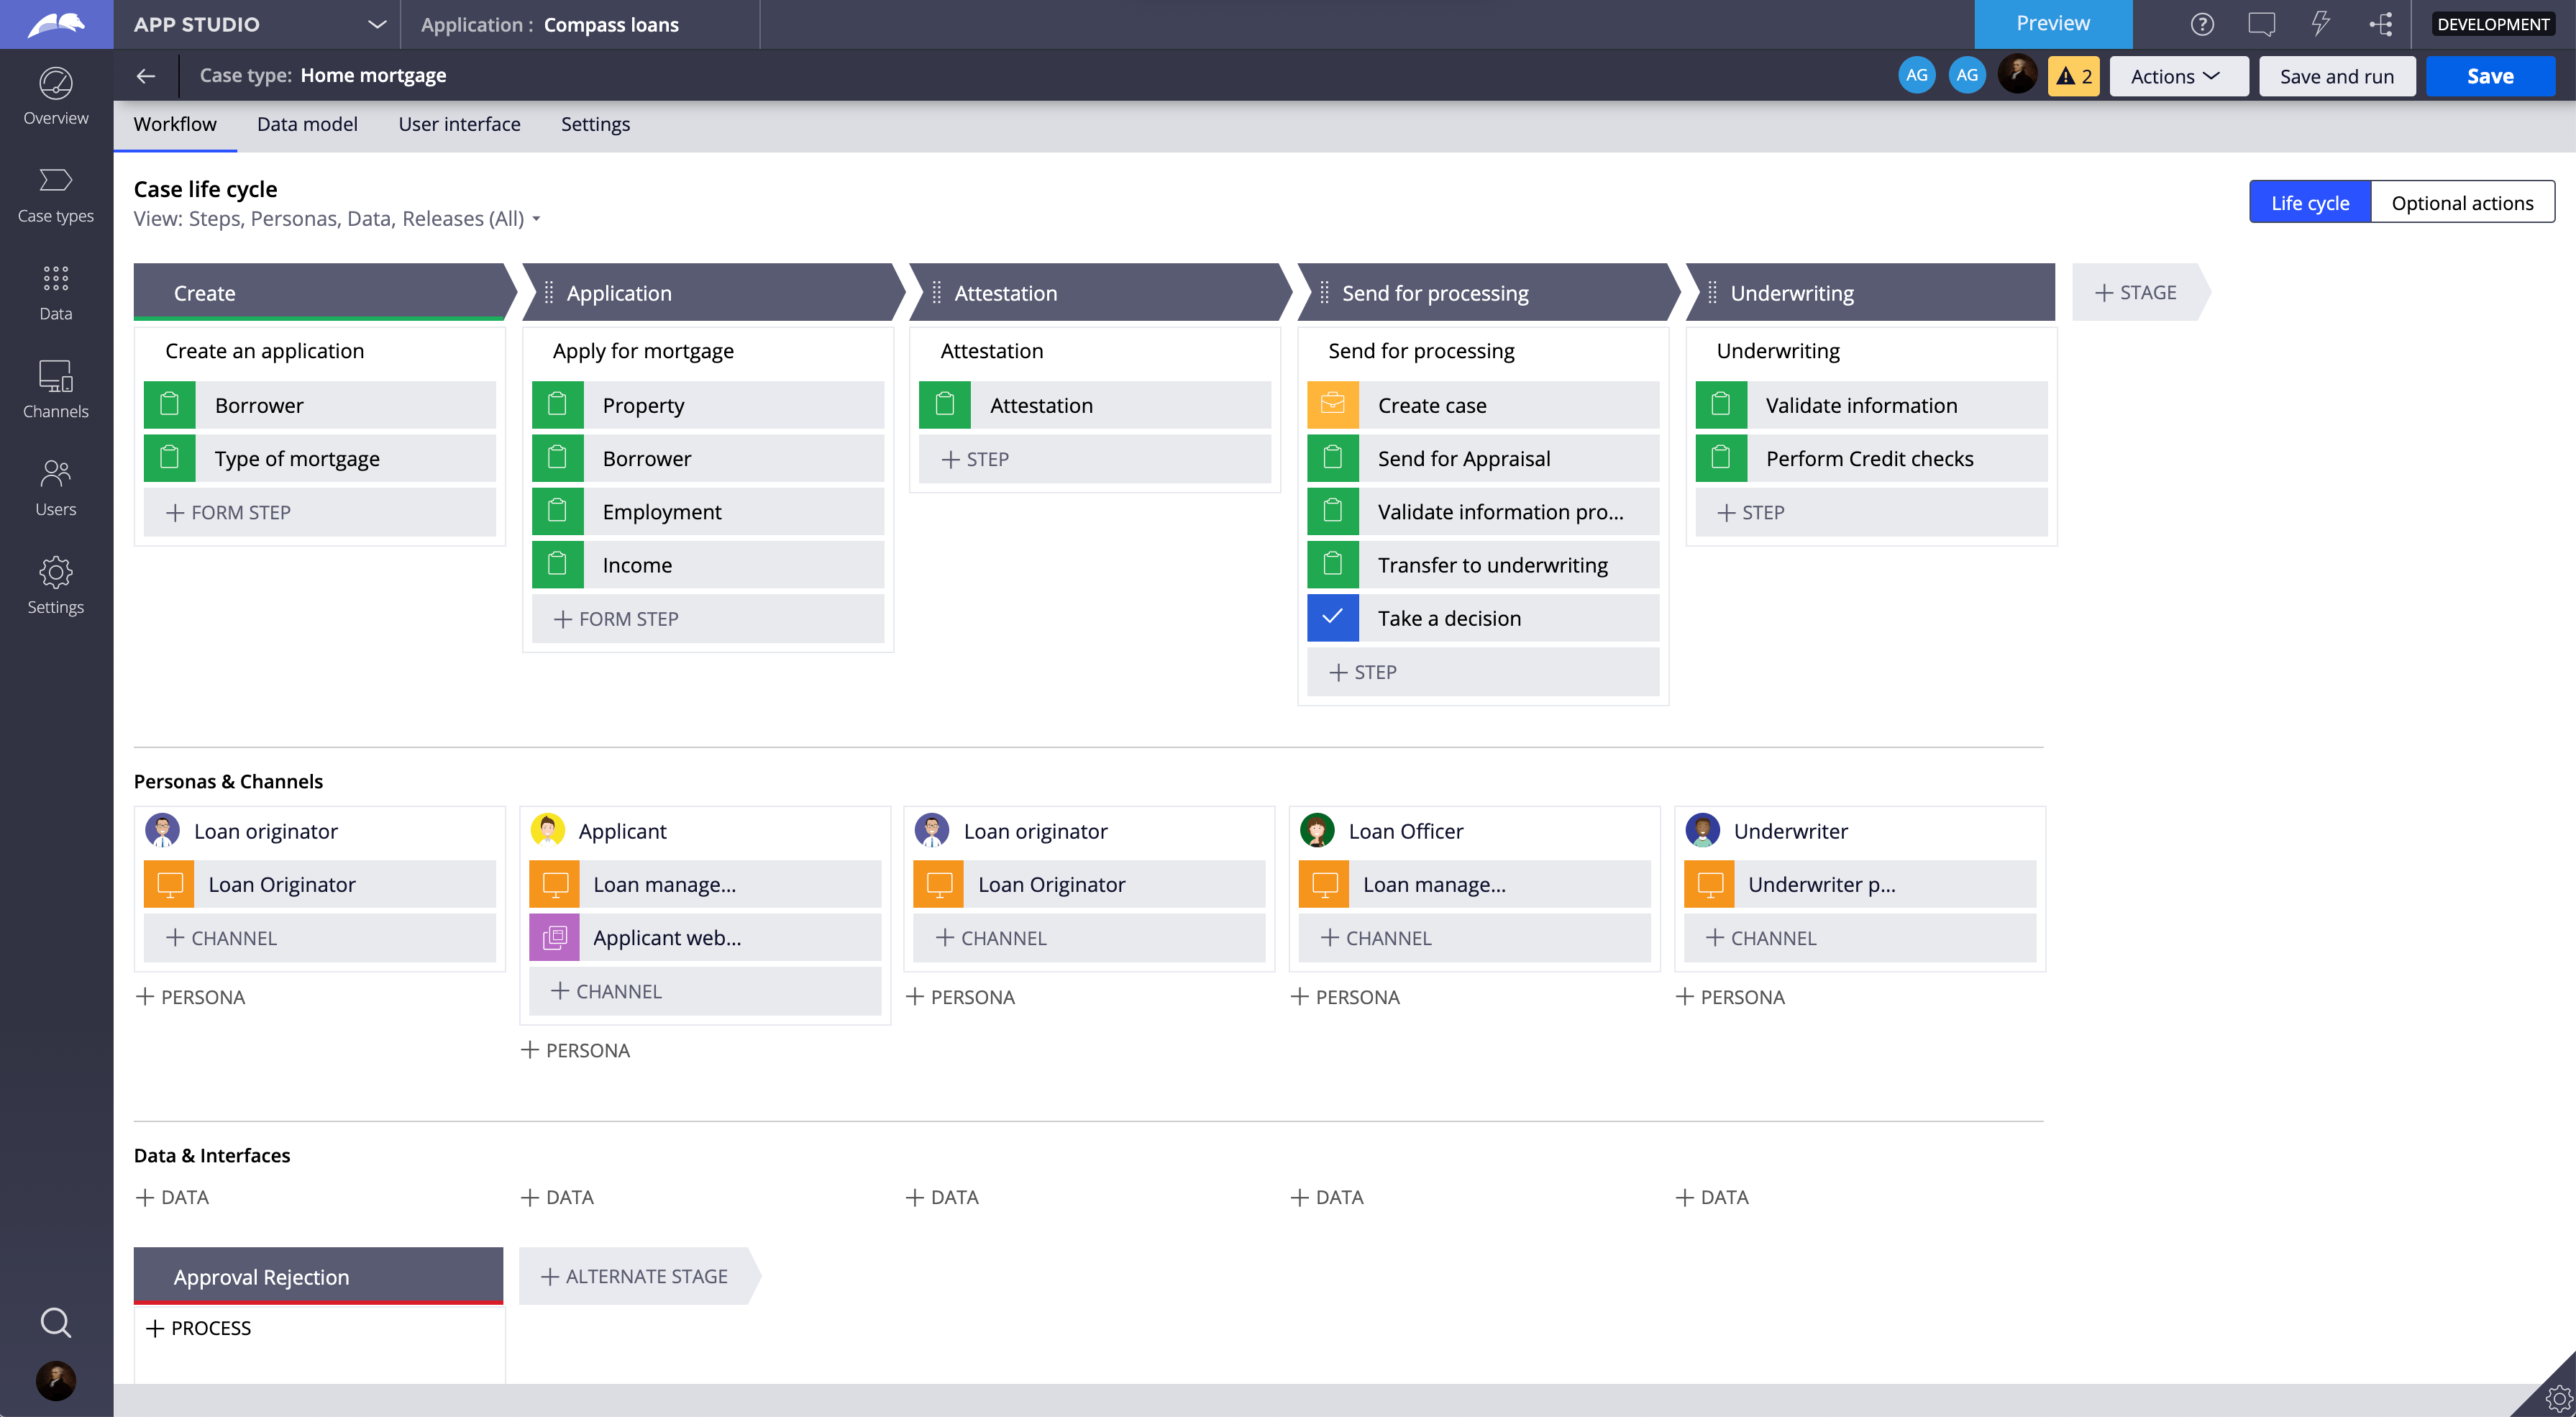 APP STUDIO
Application : Compass loans
Preview
?
DEVELOPMENT
Case type: Home mortgage
AG
AG
2
Actions
Save and run
Save
Overview
Case types
Data
Channels
Users
Settings
Workflow
Data model
User interface
Settings
Case life cycle
View: Steps, Personas, Data, Releases (All)
Life cycle
Optional actions
Create
Application
Attestation
Send for processing
Underwriting
+ STAGE
Create an application
Borrower
Type of mortgage
+ FORM STEP
Apply for mortgage
Property
Borrower
Employment
Income
+ FORM STEP
Attestation
Attestation
+ STEP
Send for processing
Create case
Send for Appraisal
Validate information pro...
Transfer to underwriting
Take a decision
+ STEP
Underwriting
Validate information
Perform Credit checks
+ STEP
Personas & Channels
Loan originator
Loan Originator
+ CHANNEL
+ PERSONA
Applicant
Loan manage...
Applicant web...
+ CHANNEL
+ PERSONA
Loan originator
Loan Originator
+ CHANNEL
+ PERSONA
Loan Officer
Loan manage...
+ CHANNEL
+ PERSONA
Underwriter
Underwriter p...
+ CHANNEL
+ PERSONA
Data & Interfaces
+ DATA
+ DATA
+ DATA
+ DATA
+ DATA
Approval Rejection
+ ALTERNATE STAGE
+ PROCESS